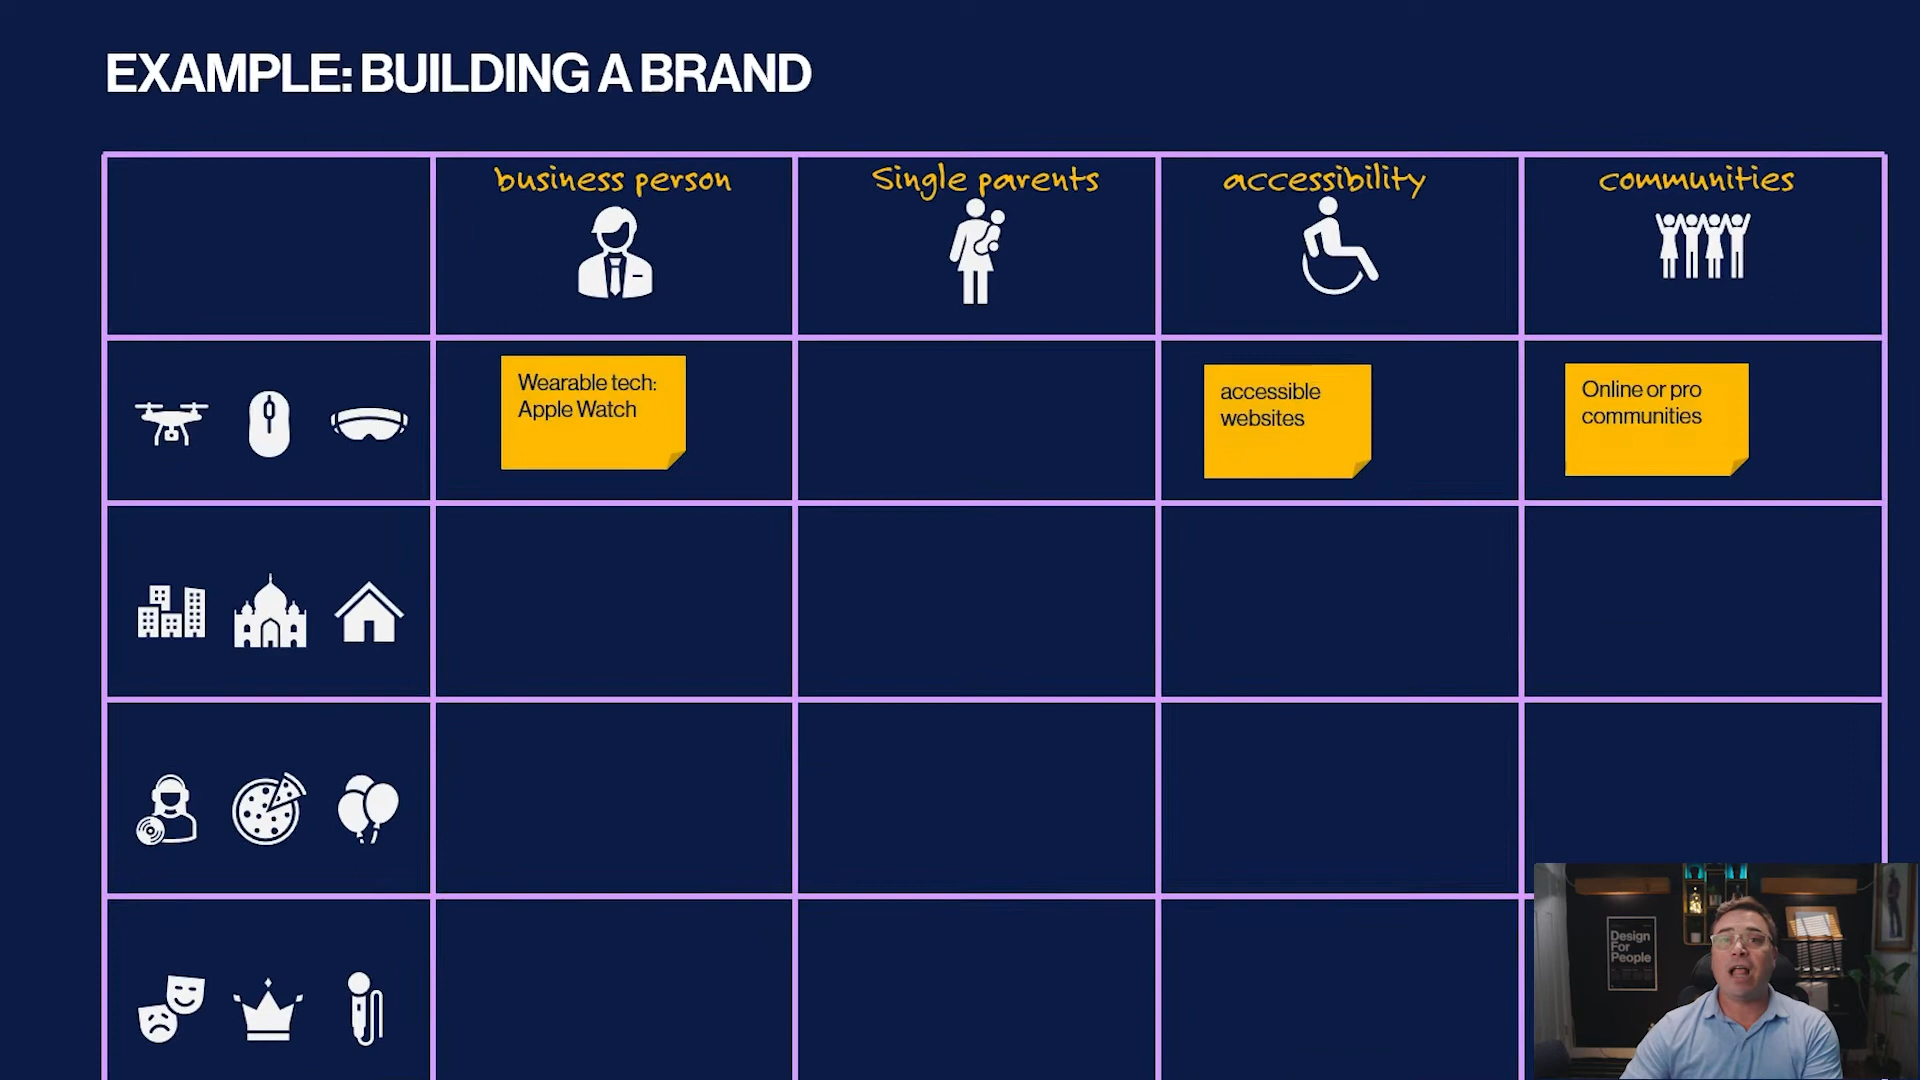 EXAMPLE: BUILDING A BRAND
business person
Single parents
accessibility
communities
Wearable tech:
Apple Watch
accessible
websites
Online or pro
communities
Design
For
People